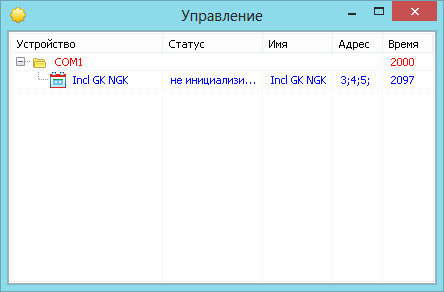 Управление
Устройство Статус Имя Адрес Время
COM1 2000
Incl GK NGK не инициализи... Incl GK NGK 3;4;5; 2097